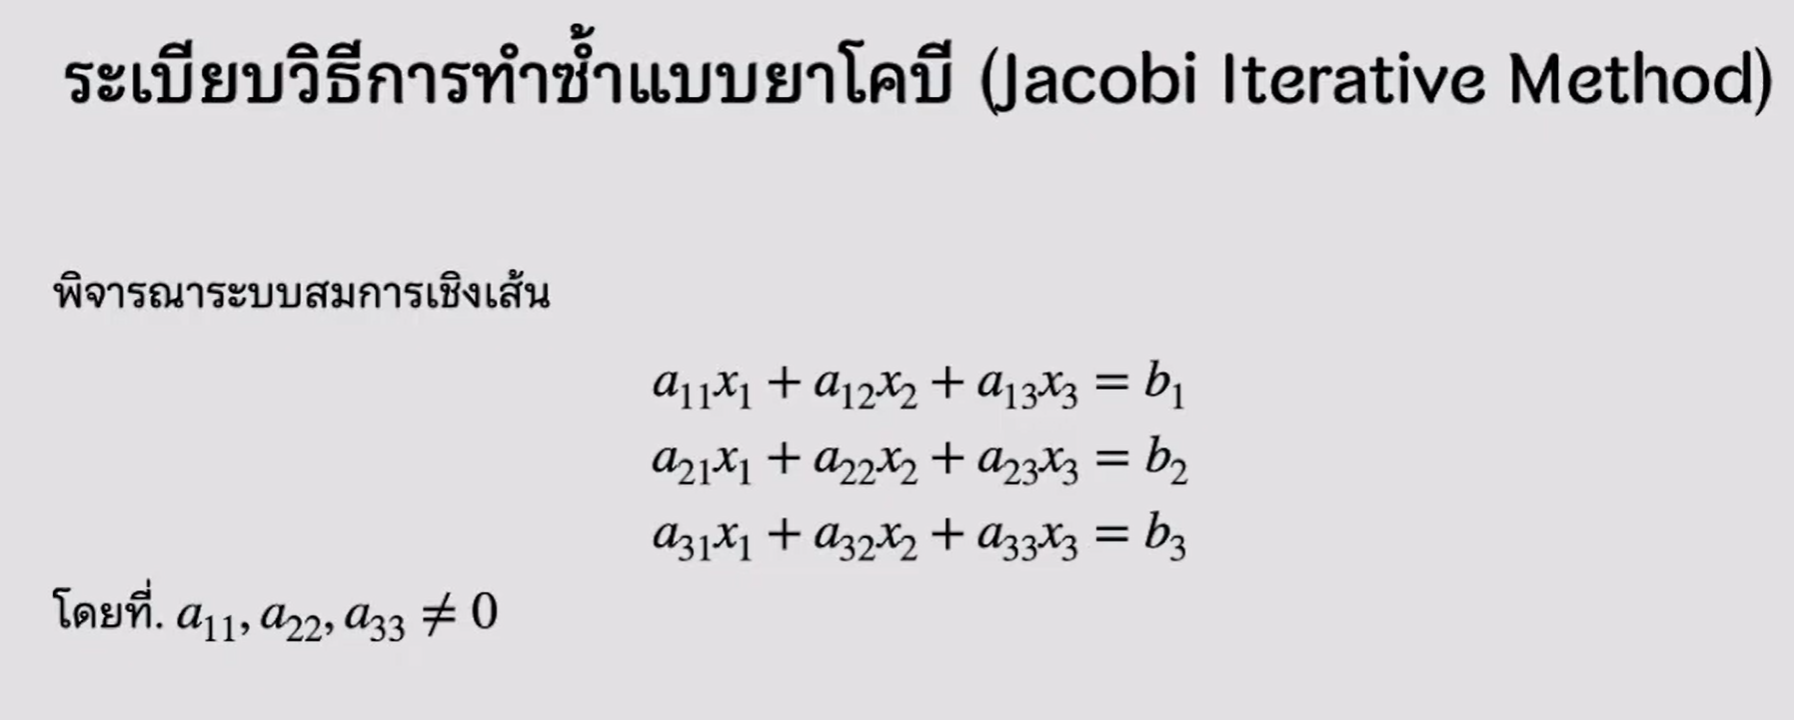 ระเบียบวิธีการทำซ้ำแบบยาโคบี (Jacobi Iterative Method)
พิจารณาระบบสมการเชิงเส้น
a₁₁x₁ + a₁₂x₂ + a₁₃x₃ = b₁
a₂₁x₁ + a₂₂x₂ + a₂₃x₃ = b₂
a₃₁x₁ + a₃₂x₂ + a₃₃x₃ = b₃
โดยที่. a₁₁, a₂₂, a₃₃ ≠ 0